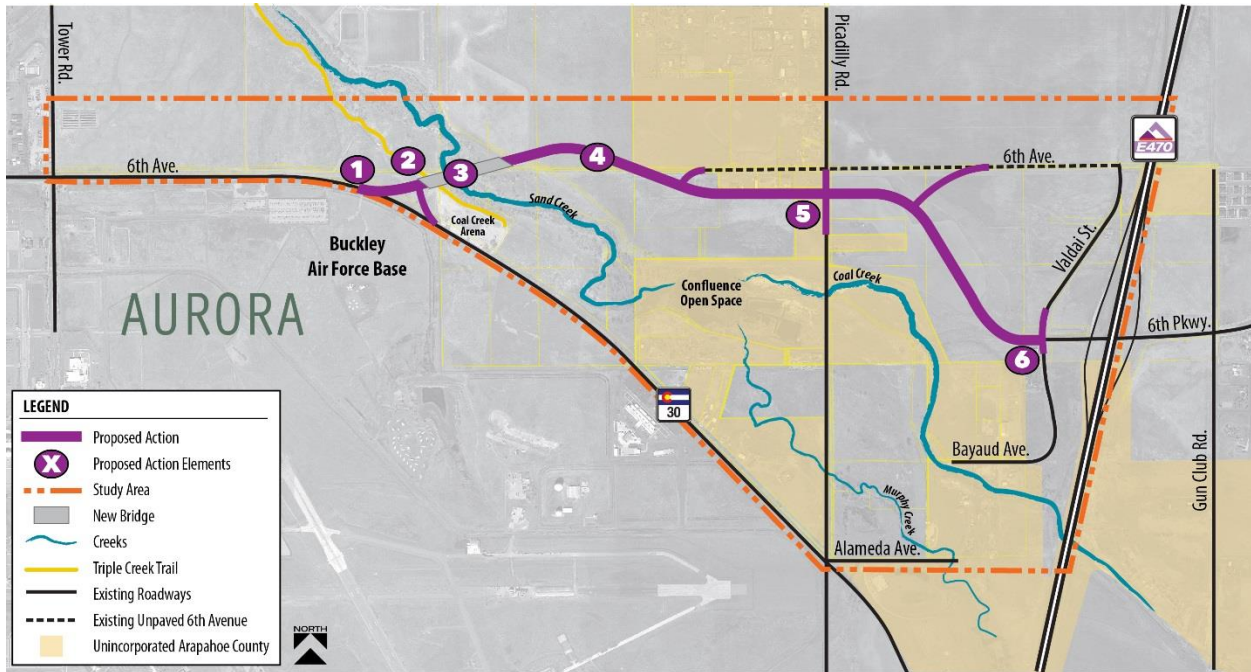 Tower Rd.
Picadilly Rd.
E470
6th Ave.
6th Ave.
1
2
3
4
5
6
Sand Creek
Coal Creek
Arena
Buckley
Air Force Base
AURORA
Confluence
Open Space
Coal Creek
Valdai St.
6th Pkwy.
30
Bayaud Ave.
Gun Club Rd.
Murphy Creek
Alameda Ave.
LEGEND
Proposed Action
X
Proposed Action Elements
Study Area
New Bridge
Creeks
Triple Creek Trail
Existing Roadways
Existing Unpaved 6th Avenue
Unincorporated Arapahoe County
NORTH